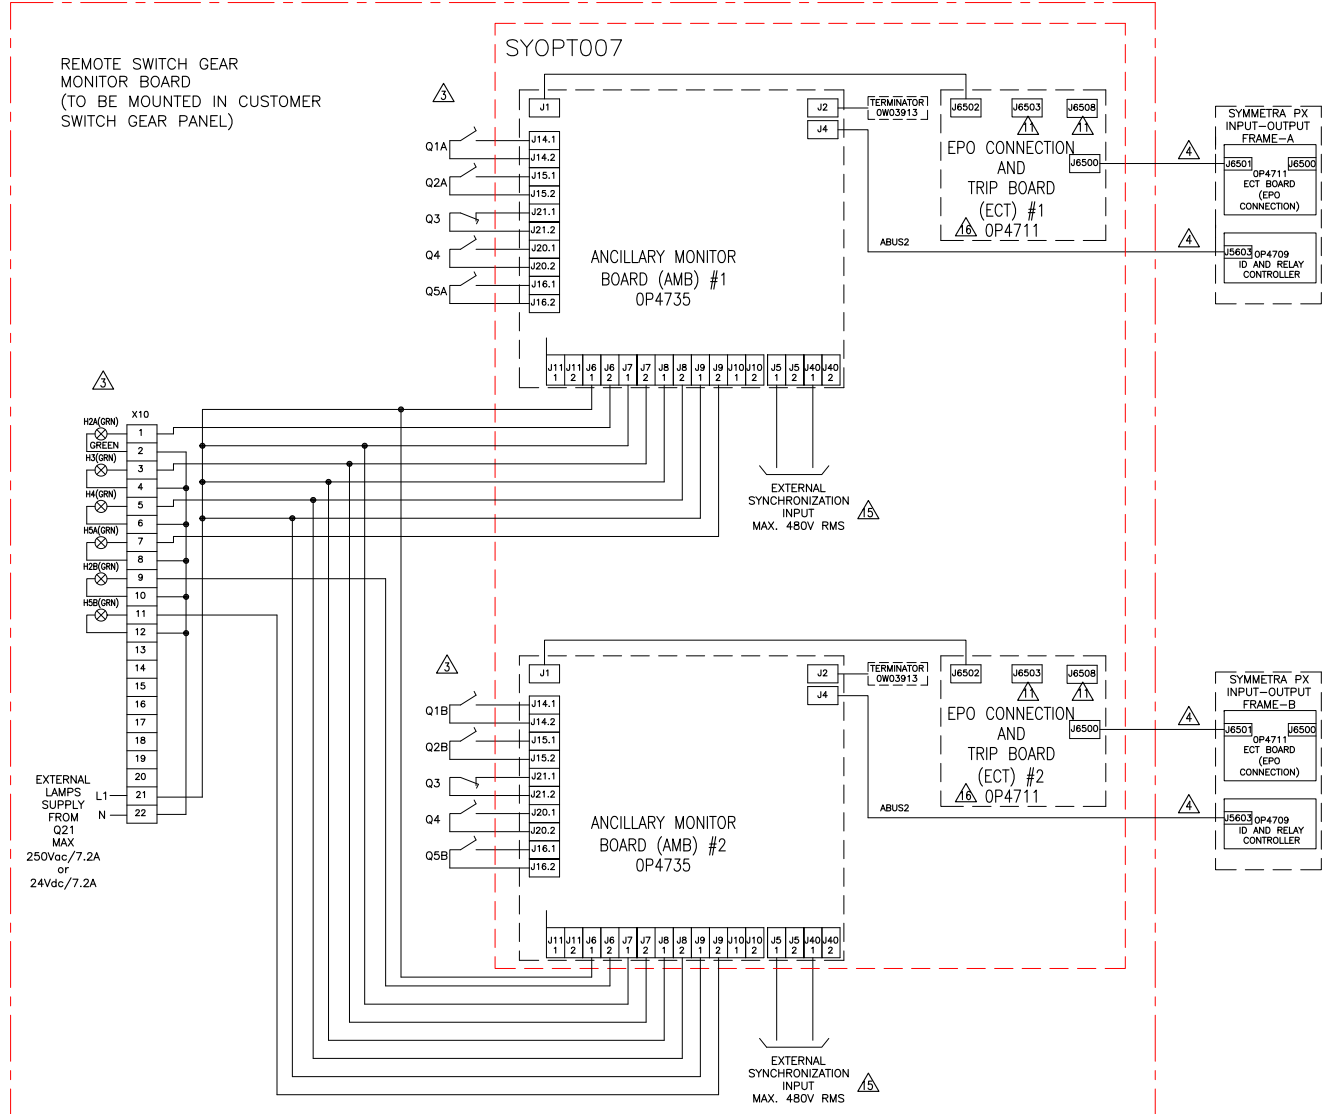 SYOPT007
REMOTE SWITCH GEAR
MONITOR BOARD
(TO BE MOUNTED IN CUSTOMER
SWITCH GEAR PANEL)
3
J1
J2
TERMINATOR
0W03913
J4
J6502
J6503
J6508
11
11
EPO CONNECTION
AND
TRIP BOARD
(ECT) #1
16
0P4711
J6500
4
SYMMETRA PX
INPUT-OUTPUT
FRAME-A
J6501
J6500
0P4711
ECT BOARD
(EPO
CONNECTION)
ABUS2
4
J5603
0P4709
ID AND RELAY
CONTROLLER
Q1A
J14.1
J14.2
Q2A
J15.1
J15.2
Q3
J21.1
J21.2
Q4
J20.1
J20.2
Q5A
J16.1
J16.2
ANCILLARY MONITOR
BOARD (AMB) #1
0P4735
J11 J11 J6 J6 J7 J7 J8 J8 J9 J9 J10 J10 J5 J5 J40 J40
1 2 1 2 1 2 1 2 1 2 1 2 1 2 1 2
EXTERNAL
SYNCHRONIZATION
INPUT
MAX. 480V RMS
15
3
X10
H2A(GRN)
GREEN
H3(GRN)
H4(GRN)
H5A(GRN)
H2B(GRN)
H5B(GRN)
1
2
3
4
5
6
7
8
9
10
11
12
13
14
15
16
17
18
19
20
21
22
L1
N
EXTERNAL
LAMPS
SUPPLY
FROM
Q21
MAX
250Vac/7.2A
or
24Vdc/7.2A
3
J1
J2
TERMINATOR
0W03913
J4
J6502
J6503
J6508
11
11
EPO CONNECTION
AND
TRIP BOARD
(ECT) #2
16
0P4711
J6500
4
SYMMETRA PX
INPUT-OUTPUT
FRAME-B
J6501
J6500
0P4711
ECT BOARD
(EPO
CONNECTION)
ABUS2
4
J5603
0P4709
ID AND RELAY
CONTROLLER
Q1B
J14.1
J14.2
Q2B
J15.1
J15.2
Q3
J21.1
J21.2
Q4
J20.1
J20.2
Q5B
J16.1
J16.2
ANCILLARY MONITOR
BOARD (AMB) #2
0P4735
J11 J11 J6 J6 J7 J7 J8 J8 J9 J9 J10 J10 J5 J5 J40 J40
1 2 1 2 1 2 1 2 1 2 1 2 1 2 1 2
EXTERNAL
SYNCHRONIZATION
INPUT
MAX. 480V RMS
15